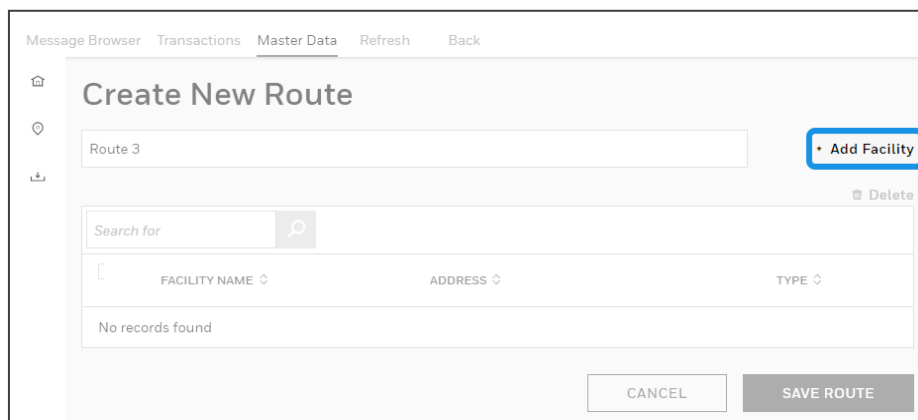 Message Browser Transactions Master Data Refresh Back
Create New Route
Route 3
+ Add Facility
Delete
Search for
FACILITY NAME ADDRESS TYPE
No records found
CANCEL SAVE ROUTE